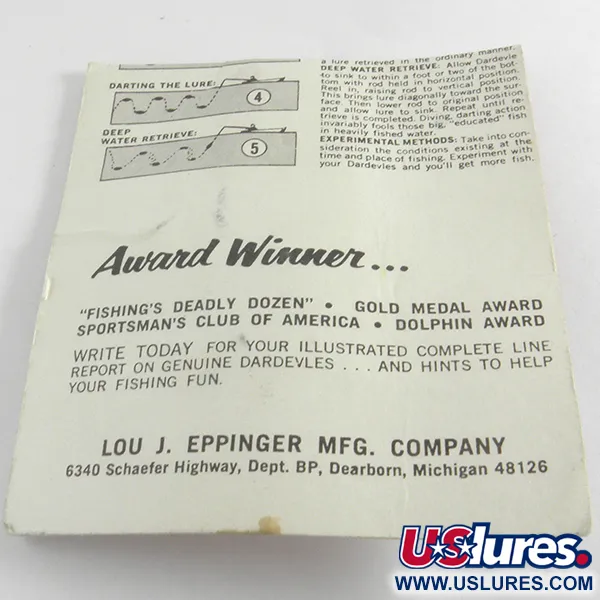 DARTING THE LURE:
4
DEEP
WATER RETRIEVE:
5
a lure retrieved in the ordinary manner.
DEEP WATER RETRIEVE: Allow Dardevle
to sink to within a foot or two of the bot-
tom with rod held in horizontal position.
Reel in, raising rod to vertical position.
This brings lure diagonally toward the sur-
face. Then lower rod to original position
and allow lure to sink. Repeat until re-
trieve is completed. Diving, darting action
invariably fools those big, "educated" fish
in heavily fished water.
EXPERIMENTAL METHODS: Take into con-
sideration the conditions existing at the
time and place of fishing. Experiment with
your Dardevles and you'll get more fish.
Award Winner...
"FISHING'S DEADLY DOZEN" • GOLD MEDAL AWARD
SPORTSMAN'S CLUB OF AMERICA • DOLPHIN AWARD
WRITE TODAY FOR YOUR ILLUSTRATED COMPLETE LINE
REPORT ON GENUINE DARDEVLES . . . AND HINTS TO HELP
YOUR FISHING FUN.
LOU J. EPPINGER MFG. COMPANY
6340 Schaefer Highway, Dept. BP, Dearborn, Michigan 48126
USlures.
WWW.USLURES.COM